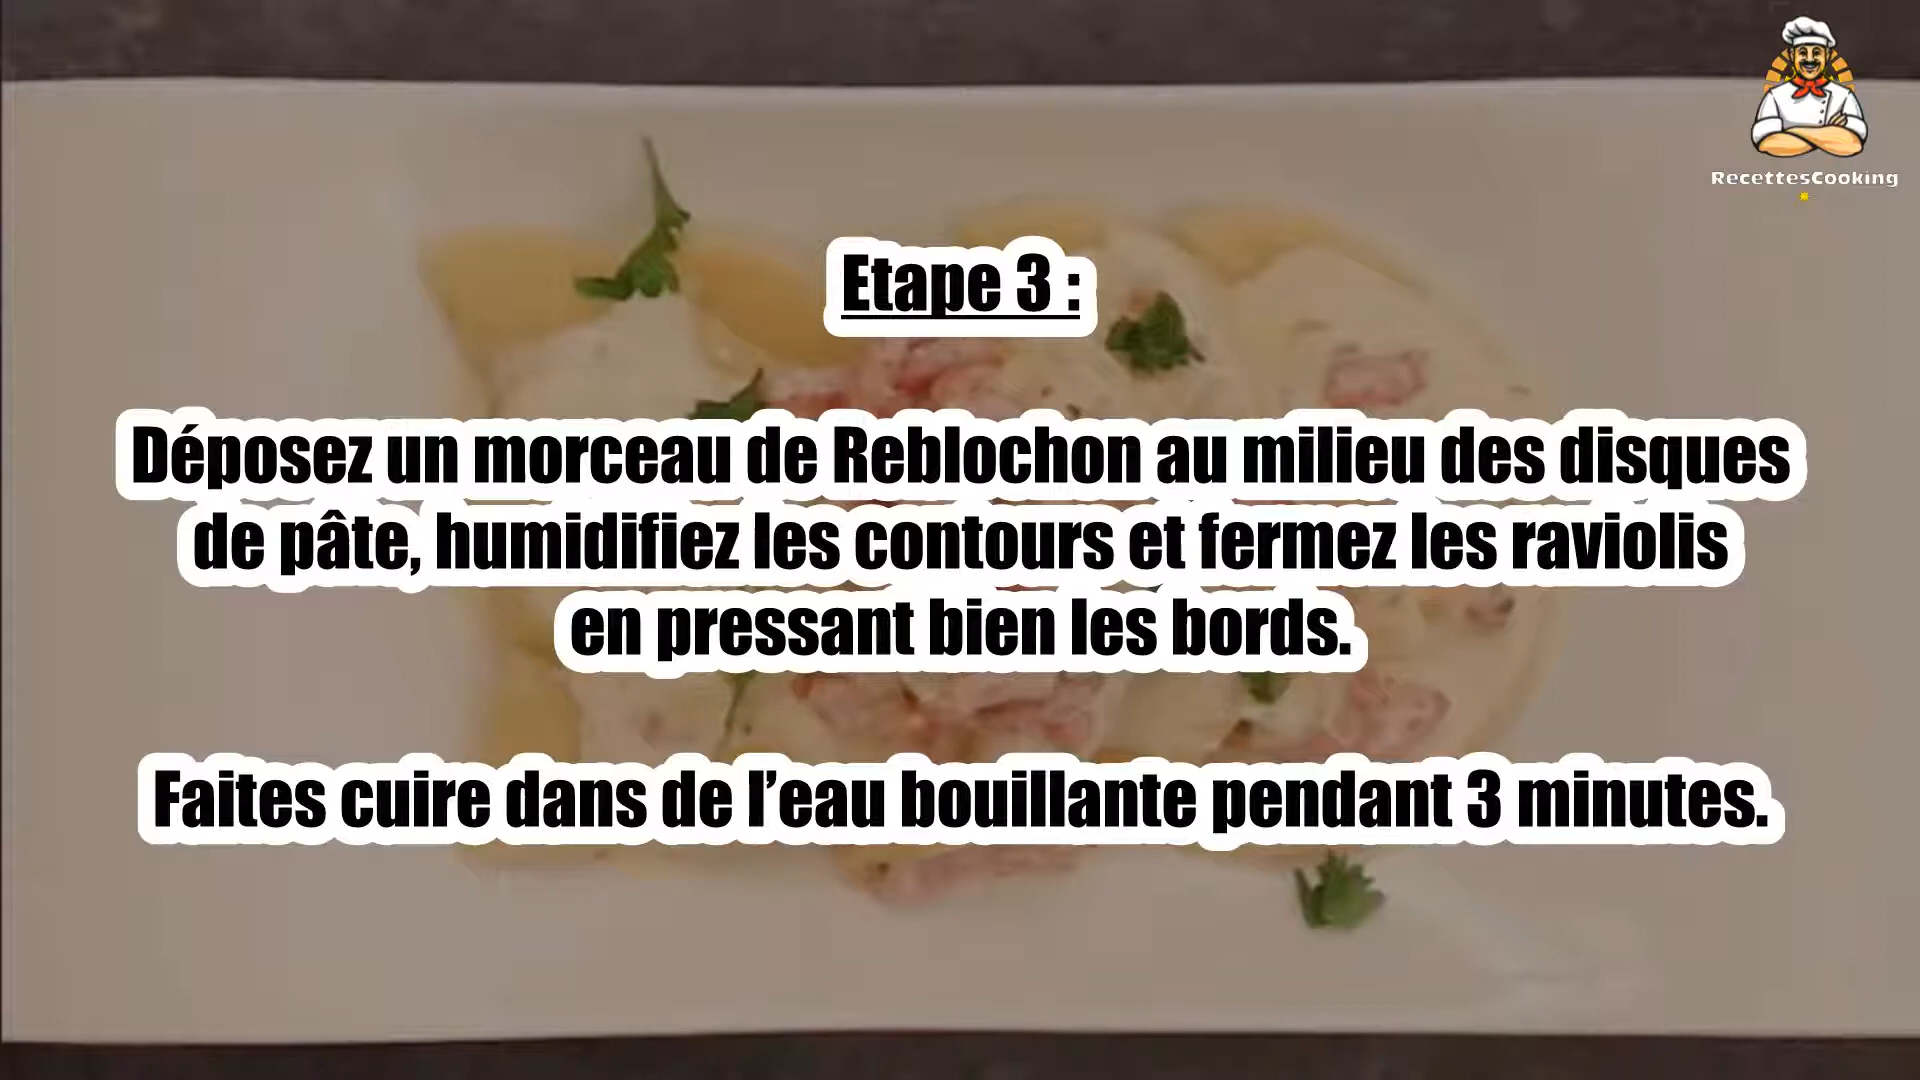 RecettesCooking
Etape 3 :
Déposez un morceau de Reblochon au milieu des disques
de pâte, humidifiez les contours et fermez les raviolis
en pressant bien les bords.
Faites cuire dans de l’eau bouillante pendant 3 minutes.